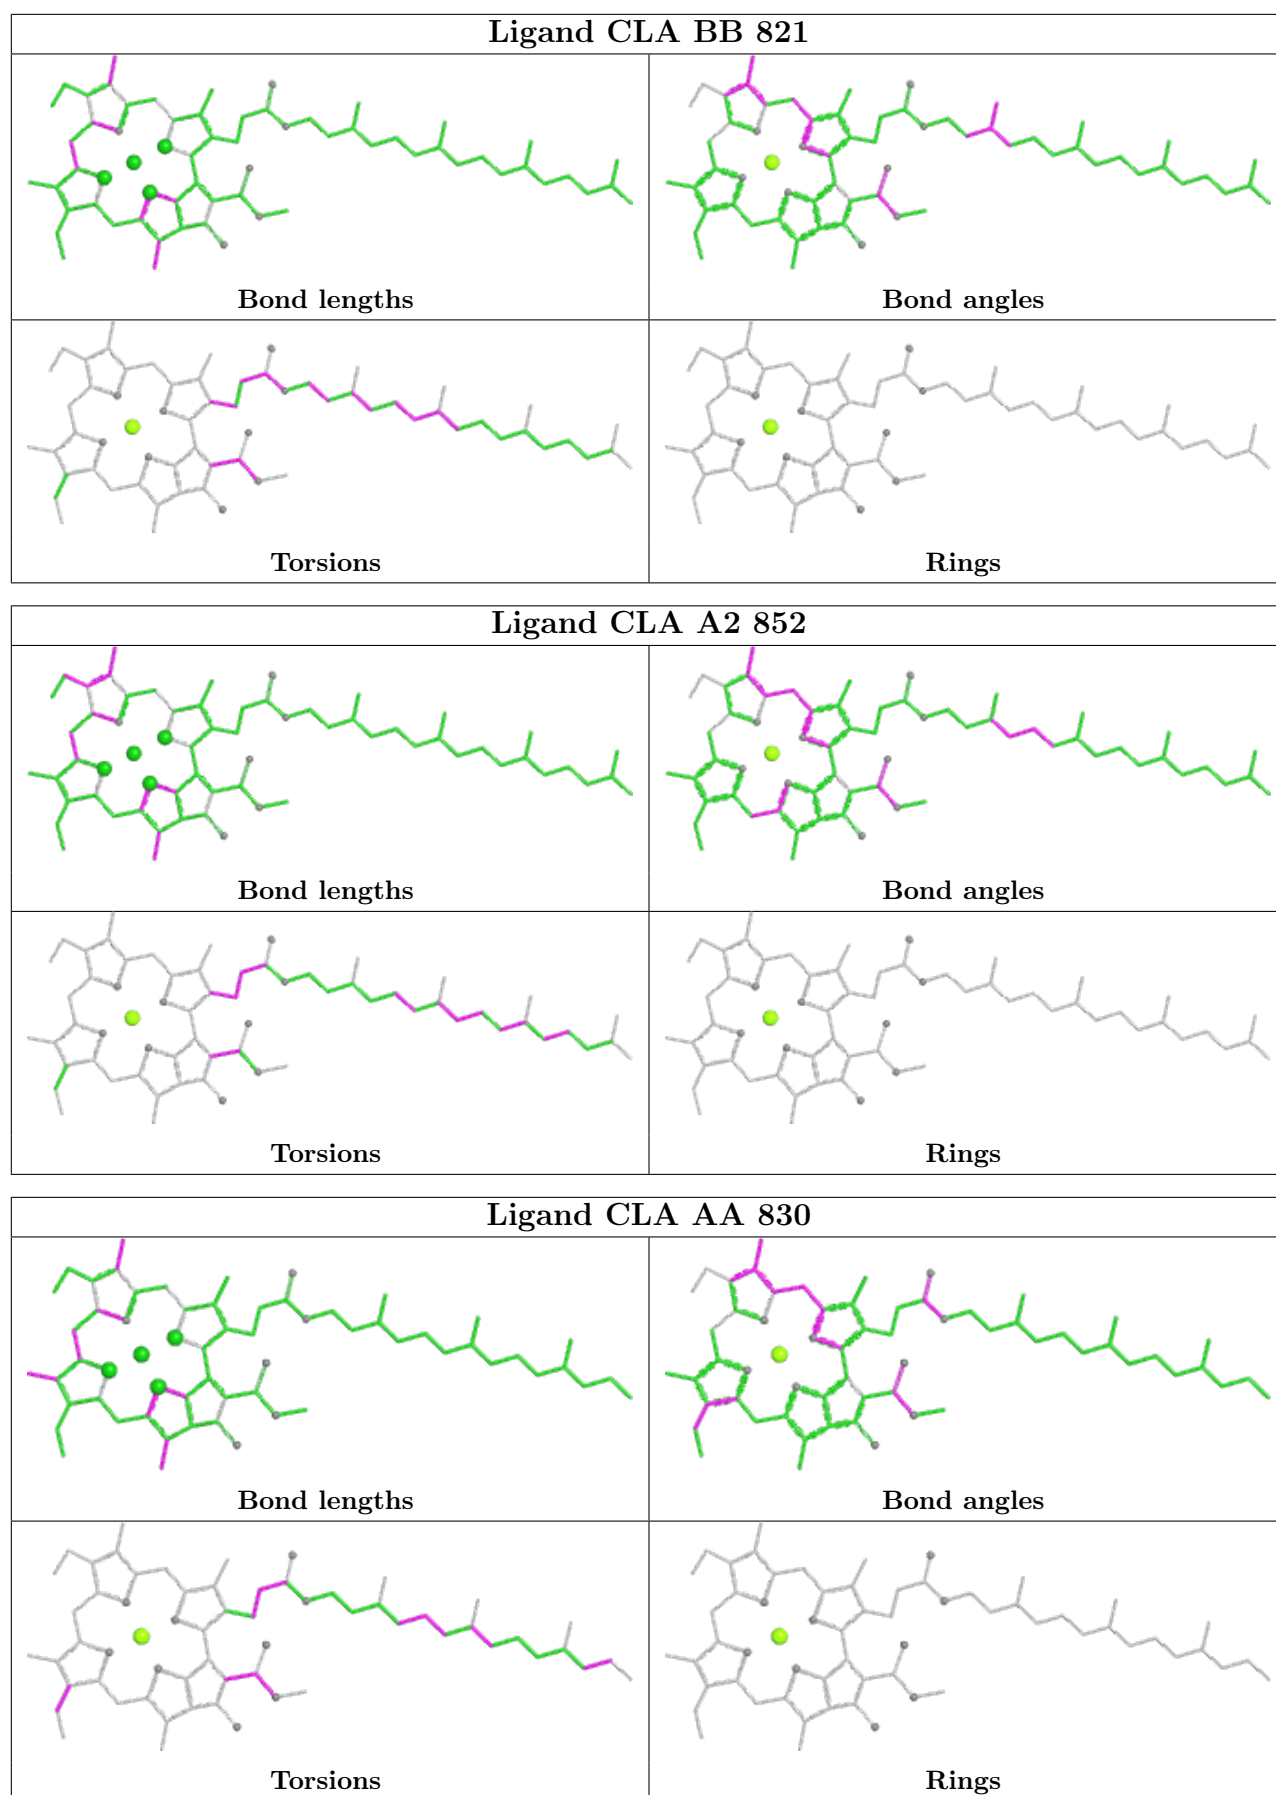 Ligand CLA BB 821
Bond lengths
Bond angles
Torsions
Rings
Ligand CLA A2 852
Bond lengths
Bond angles
Torsions
Rings
Ligand CLA AA 830
Bond lengths
Bond angles
Torsions
Rings